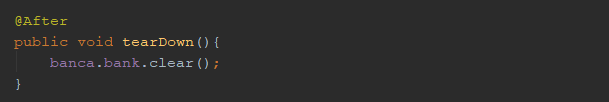 @After
public void tearDown(){
    banca.bank.clear();
}